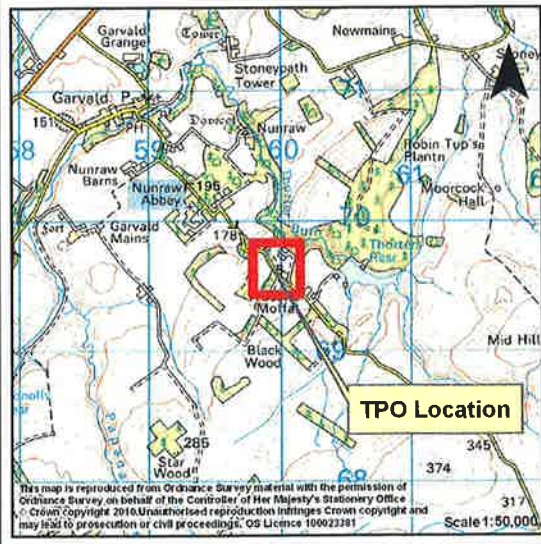 Garvald
Grange
Tower
Newmains
Stoneypath
Tower
Garvald
151
PH
Dovecot
Nunraw
58
59
60
61
Nunraw
Barns
Robin Tup's
Plantn
Nunraw
Abbey
195
Moorcock
Hall
70
Fort
Garvald
Mains
178
Burn
Thorters
Resr
Black
Wood
69
Mid Hill
TPO Location
Star
Wood
285
345
374
68
317
This map is reproduced from Ordnance Survey material with the permission of
Ordnance Survey on behalf of the Controller of Her Majesty's Stationery Office
© Crown copyright 2010.Unauthorised reproduction infringes Crown copyright and
may lead to prosecution or civil proceedings. OS Licence 100023381
Scale 1:50,000